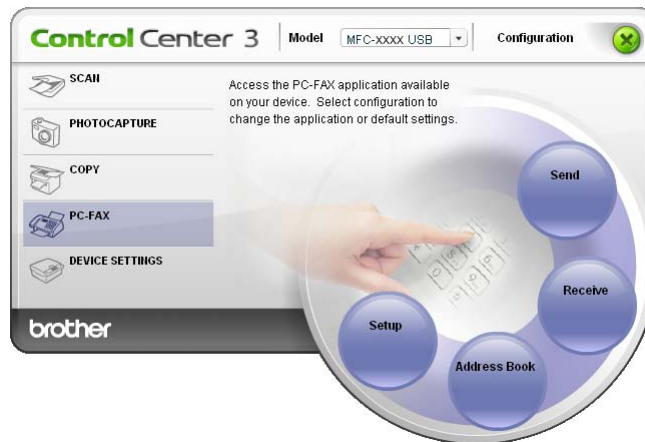 Control Center 3
Model
MFC-XXXX USB
Configuration
SCAN
PHOTOCAPTURE
COPY
PC-FAX
DEVICE SETTINGS
Access the PC-FAX application available
on your device. Select configuration to
change the application or default settings.
Send
Receive
Setup
Address Book
brother